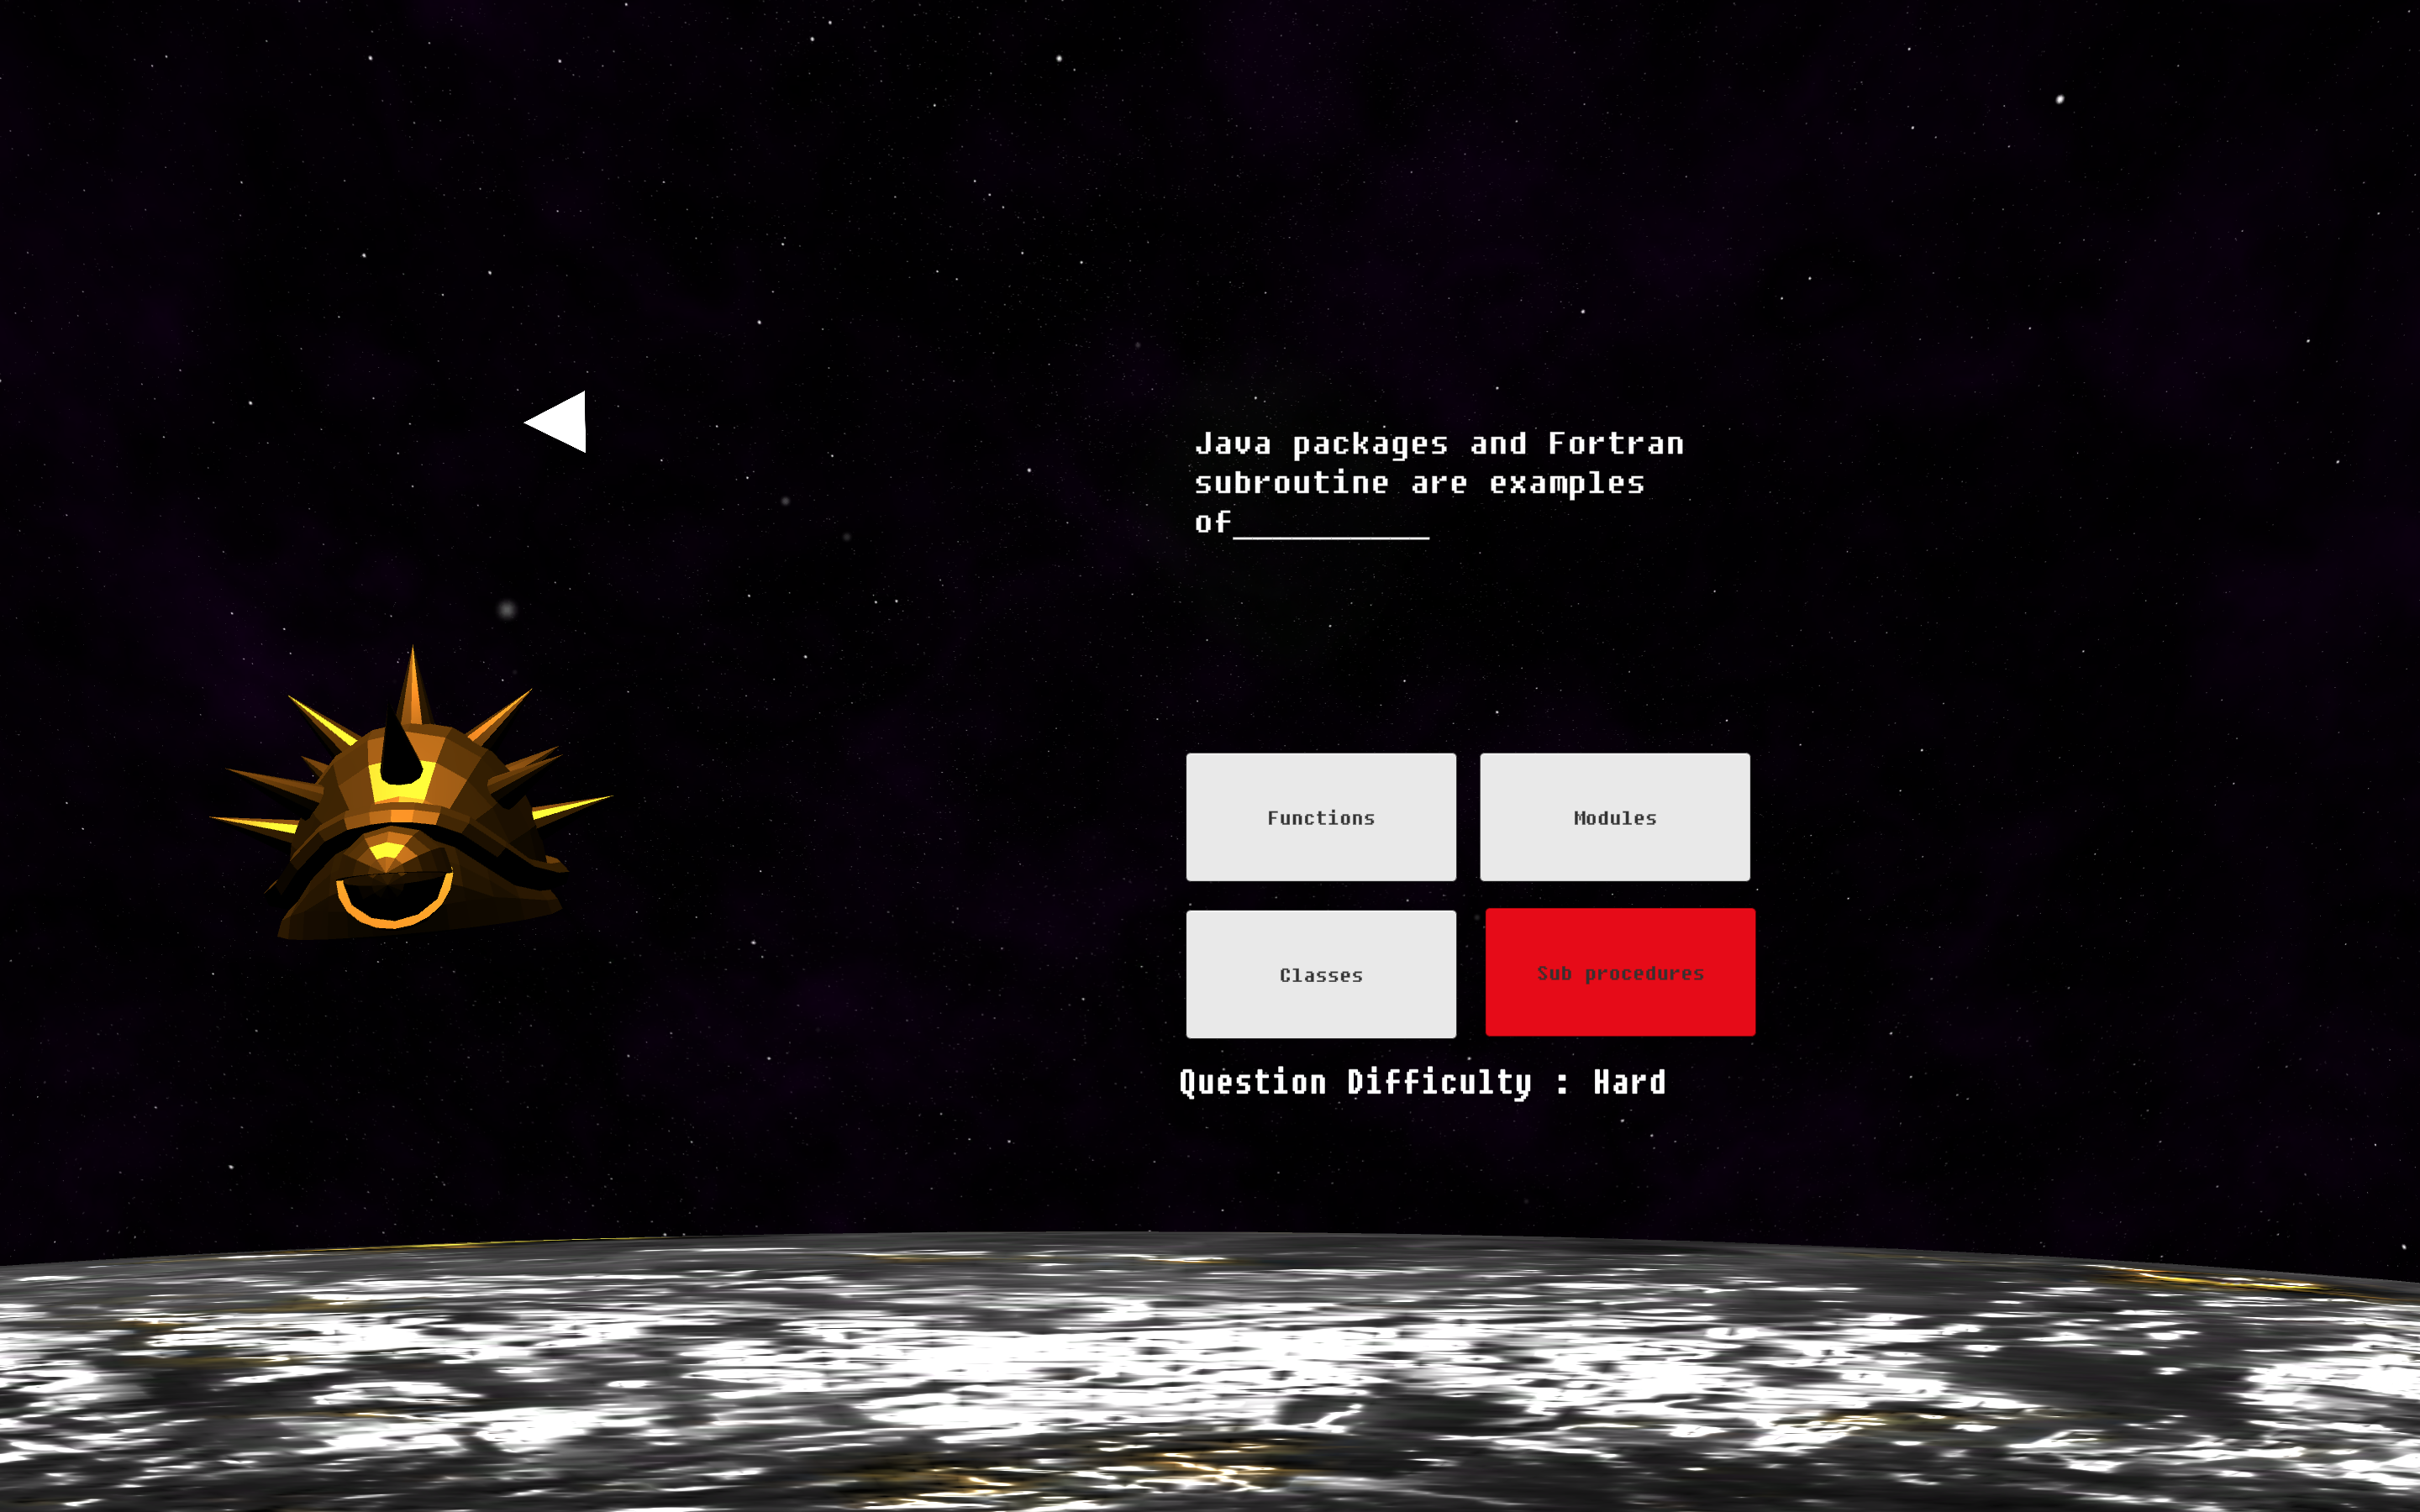 Java packages and Fortran
subroutine are examples
of__________
Functions
Modules
Classes
Sub procedures
Question Difficulty : Hard